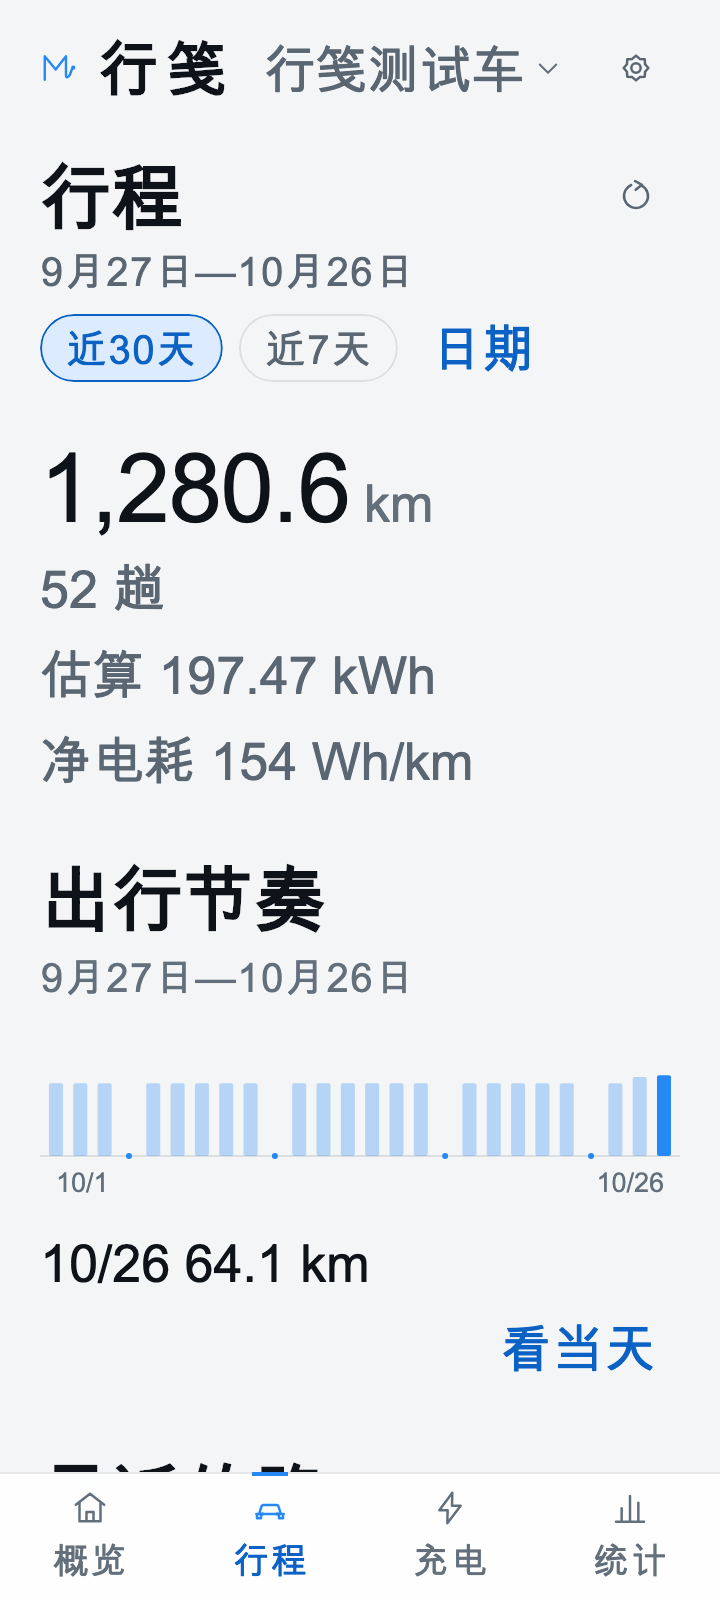 行笺 行笺测试车
行程
9月27日—10月26日
近30天 近7天 日期
1,280.6 km
52 趟
估算 197.47 kWh
净电耗 154 Wh/km
出行节奏
9月27日—10月26日
10/1 10/26
10/26 64.1 km
看当天
概览 行程 充电 统计